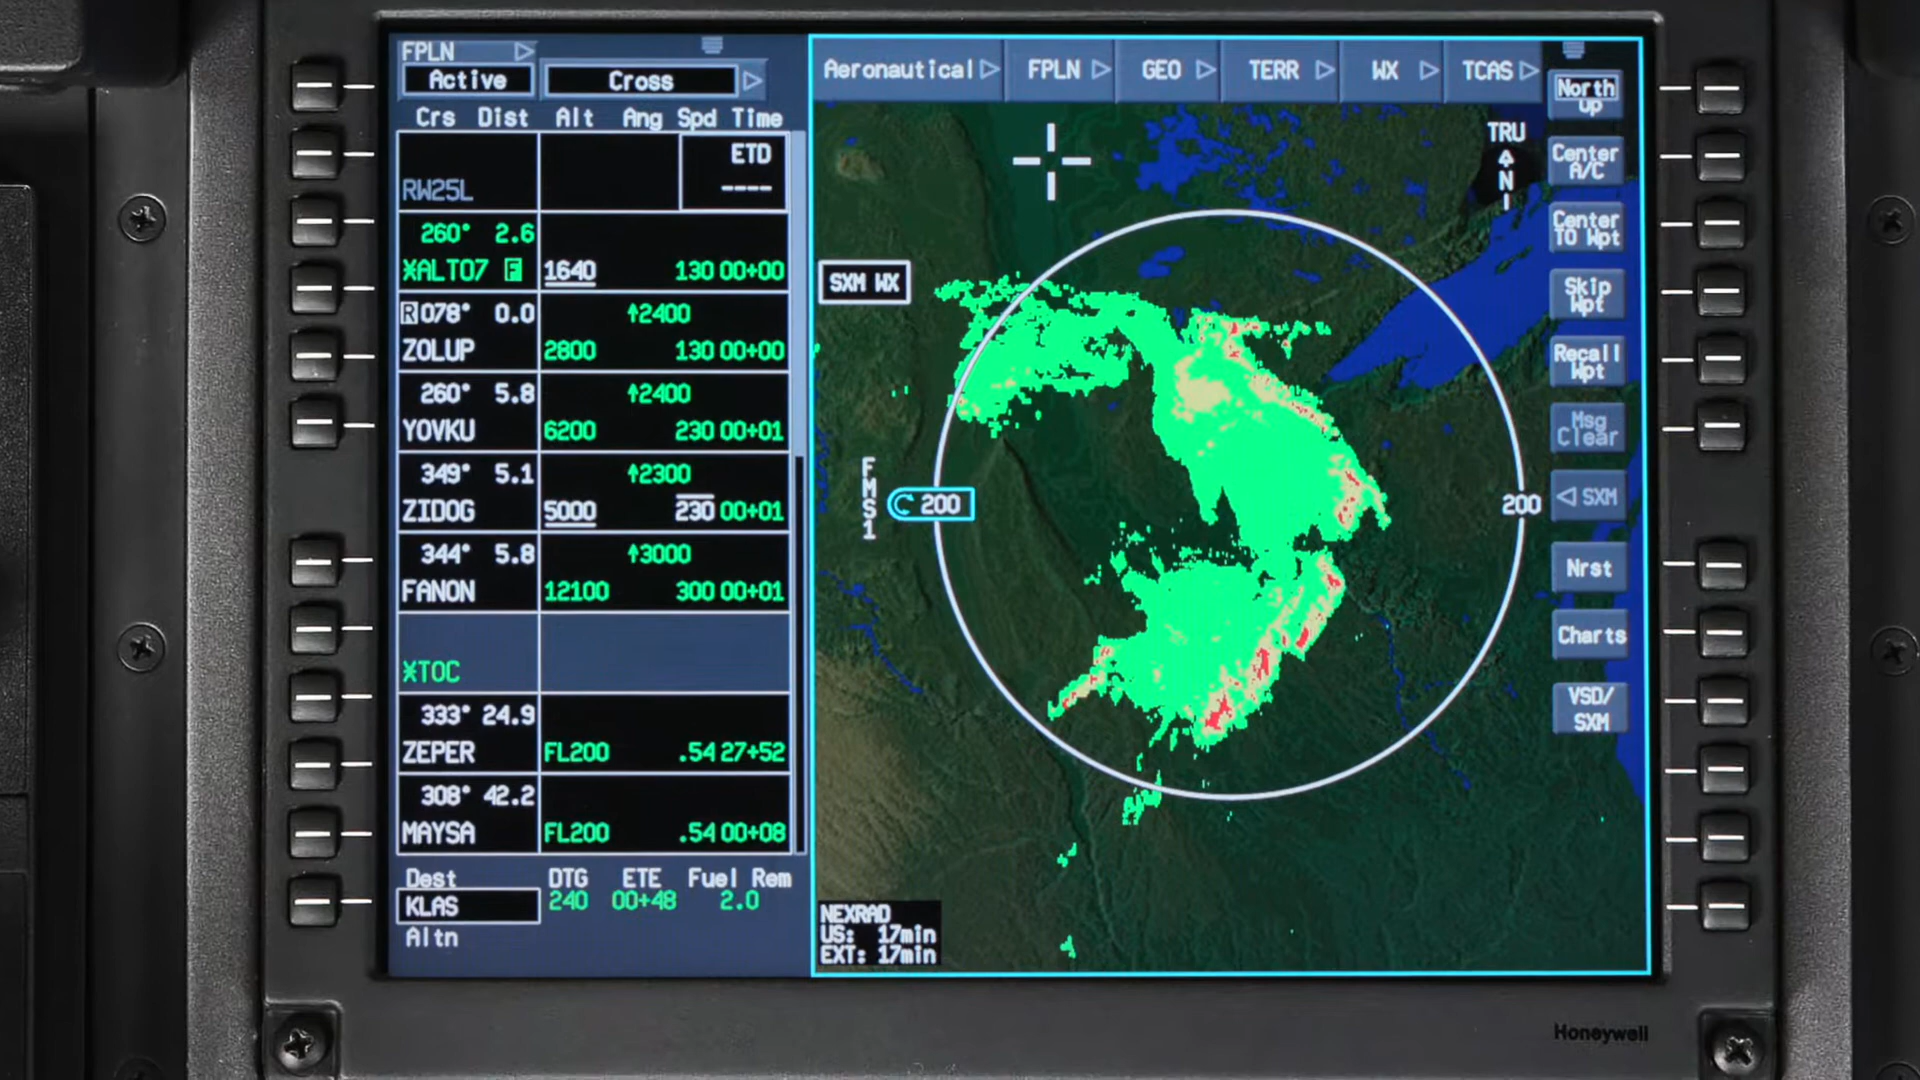 FPLN
Active Cross
Crs Dist Alt Ang Spd Time
RW25L ETD ----
260° 2.6
*ALTO7 F 1640 130 00+00
R 078° 0.0 ↑2400
ZOLUP 2800 130 00+00
260° 5.8 ↑2400
YOVKU 6200 230 00+01
349° 5.1 ↑2300
ZIDOG 5000 230 00+01
344° 5.8 ↑3000
FANON 12100 300 00+01
*TOC
333° 24.9
ZEPER FL200 .54 27+52
308° 42.2
MAYSA FL200 .54 00+08
Dest DTG ETE Fuel Rem
KLAS 240 00+48 2.0
Altn
Aeronautical FPLN GEO TERR WX TCAS
TRU
N
SXM WX
FMS1
200
200
NEXRAD
US: 17min
EXT: 17min
North
up
Center
A/C
Center
TO Wpt
Skip
Wpt
Recall
Wpt
Msg
Clear
SXM
Nrst
Charts
VSD/
SXM
Honeywell